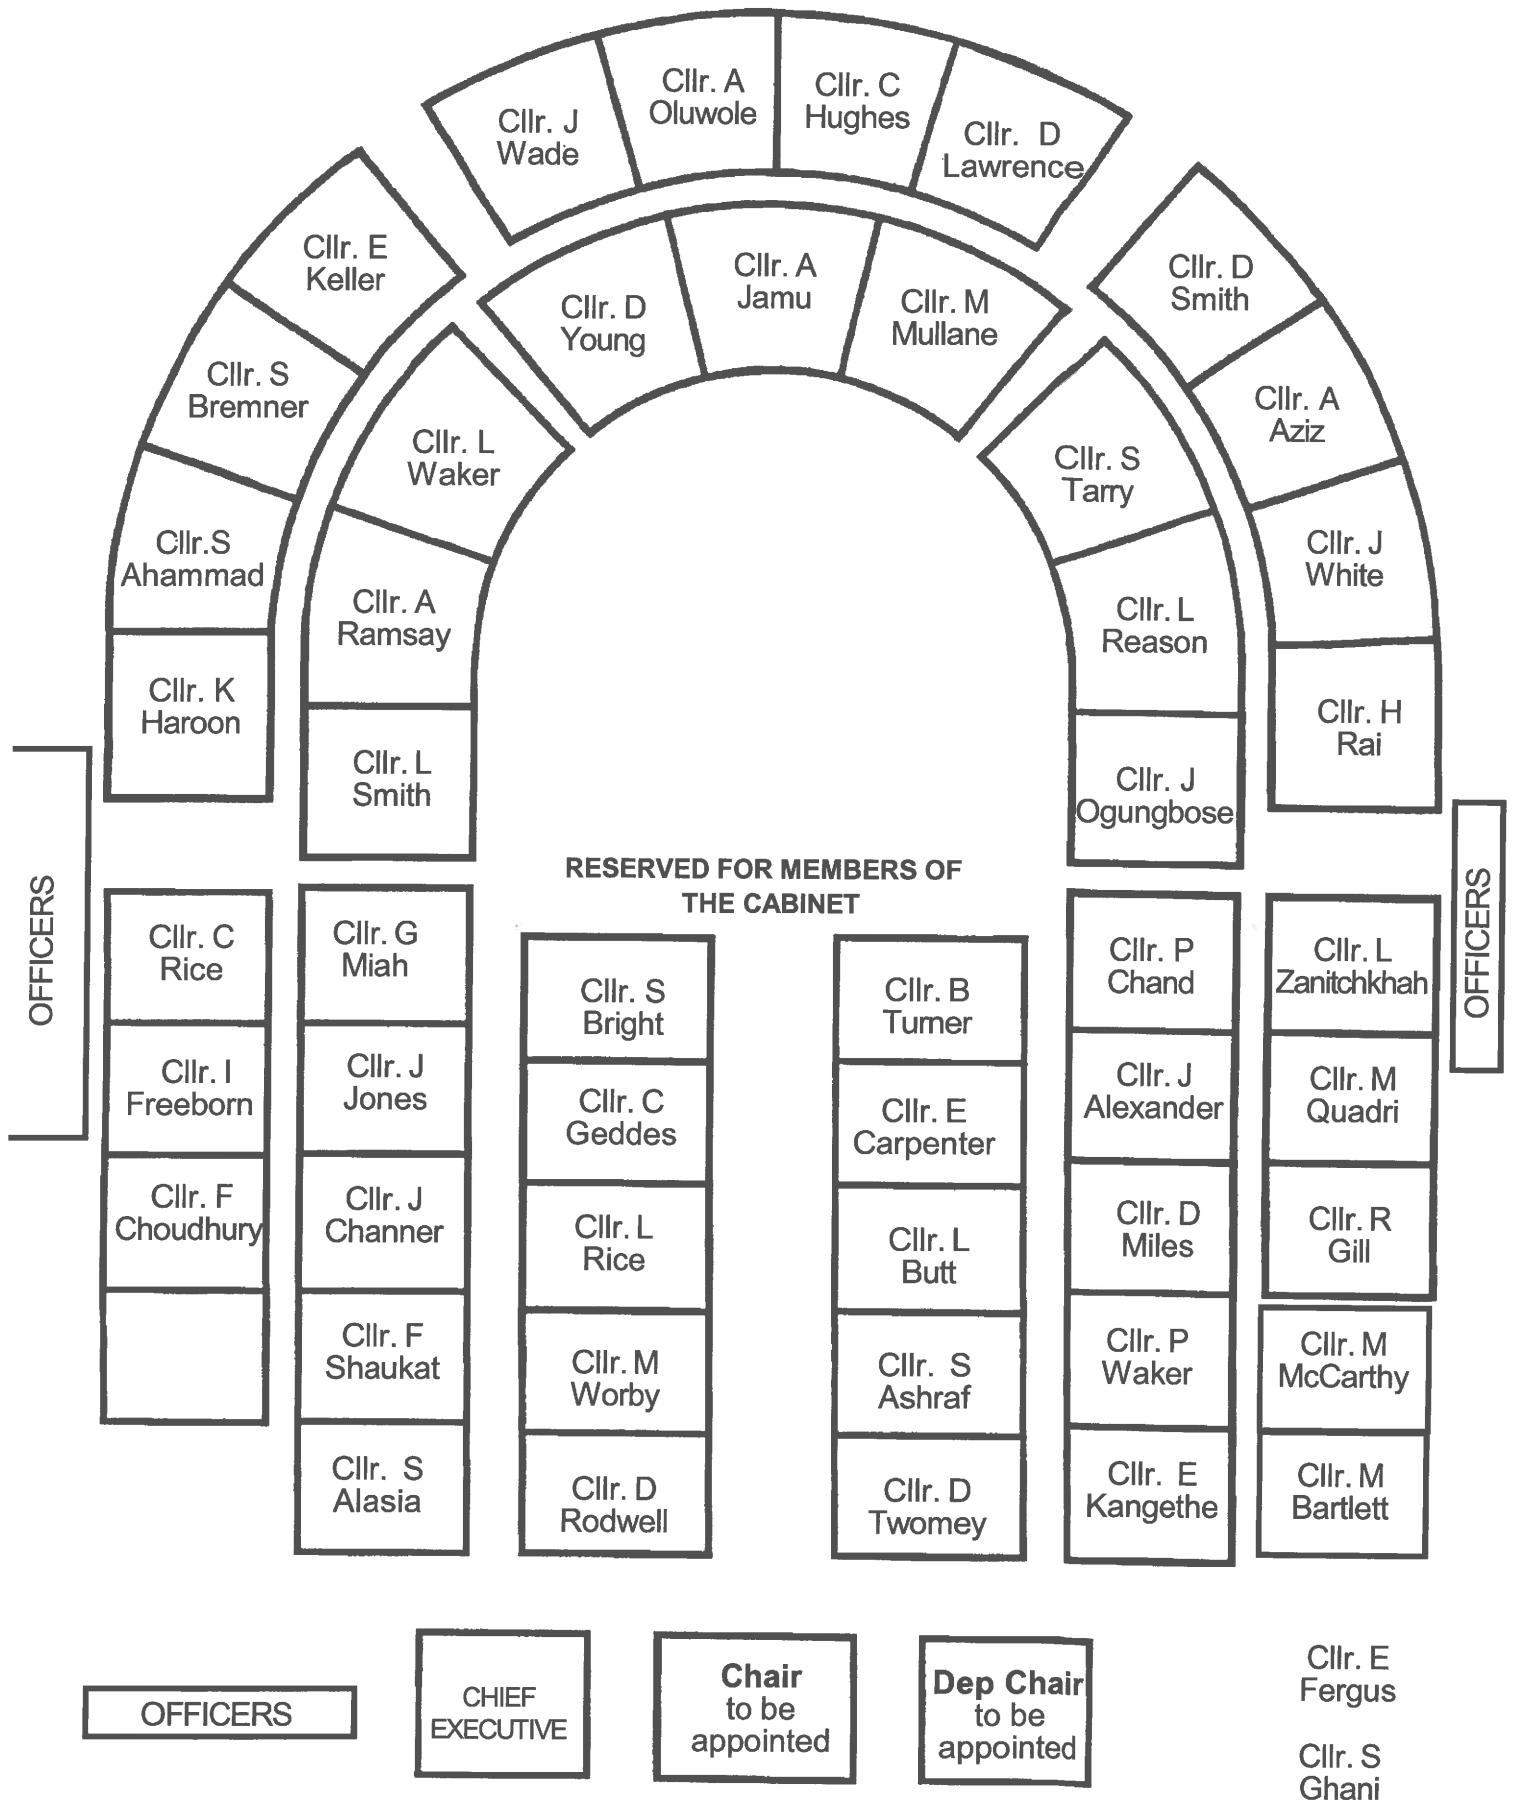 Cllr. J
Wade
Cllr. A
Oluwole
Cllr. C
Hughes
Cllr. D
Lawrence
Cllr. E
Keller
Cllr. S
Bremner
Cllr.S
Ahammad
Cllr. K
Haroon
Cllr. D
Young
Cllr. A
Jamu
Cllr. M
Mullane
Cllr. D
Smith
Cllr. A
Aziz
Cllr. J
White
Cllr. H
Rai
Cllr. L
Waker
Cllr. A
Ramsay
Cllr. L
Smith
Cllr. S
Tarry
Cllr. L
Reason
Cllr. J
Ogungbose
OFFICERS
RESERVED FOR MEMBERS OF
THE CABINET
OFFICERS
Cllr. C
Rice
Cllr. I
Freeborn
Cllr. F
Choudhury
Cllr. G
Miah
Cllr. J
Jones
Cllr. J
Channer
Cllr. F
Shaukat
Cllr. S
Alasia
Cllr. S
Bright
Cllr. C
Geddes
Cllr. L
Rice
Cllr. M
Worby
Cllr. D
Rodwell
Cllr. B
Turner
Cllr. E
Carpenter
Cllr. L
Butt
Cllr. S
Ashraf
Cllr. D
Twomey
Cllr. P
Chand
Cllr. J
Alexander
Cllr. D
Miles
Cllr. P
Waker
Cllr. E
Kangethe
Cllr. L
Zanitchkhah
Cllr. M
Quadri
Cllr. R
Gill
Cllr. M
McCarthy
Cllr. M
Bartlett
OFFICERS
CHIEF
EXECUTIVE
Chair
to be
appointed
Dep Chair
to be
appointed
Cllr. E
Fergus
Cllr. S
Ghani